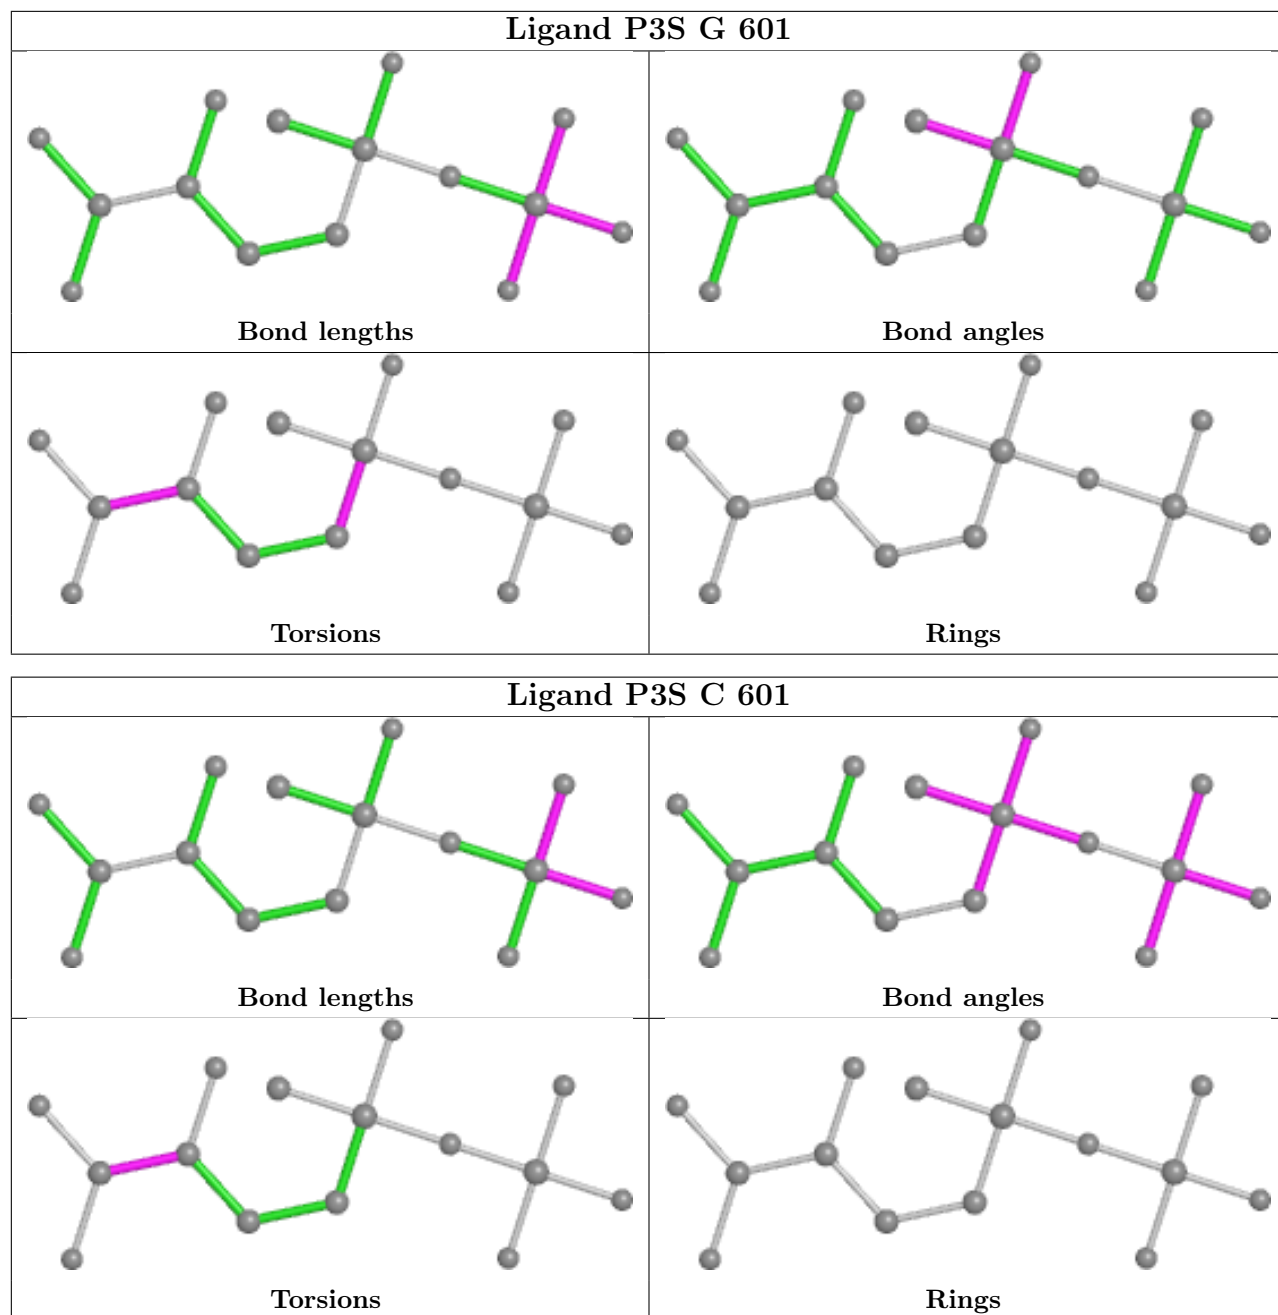 Ligand P3S G 601
Bond lengths
Bond angles
Torsions
Rings
Ligand P3S C 601
Bond lengths
Bond angles
Torsions
Rings